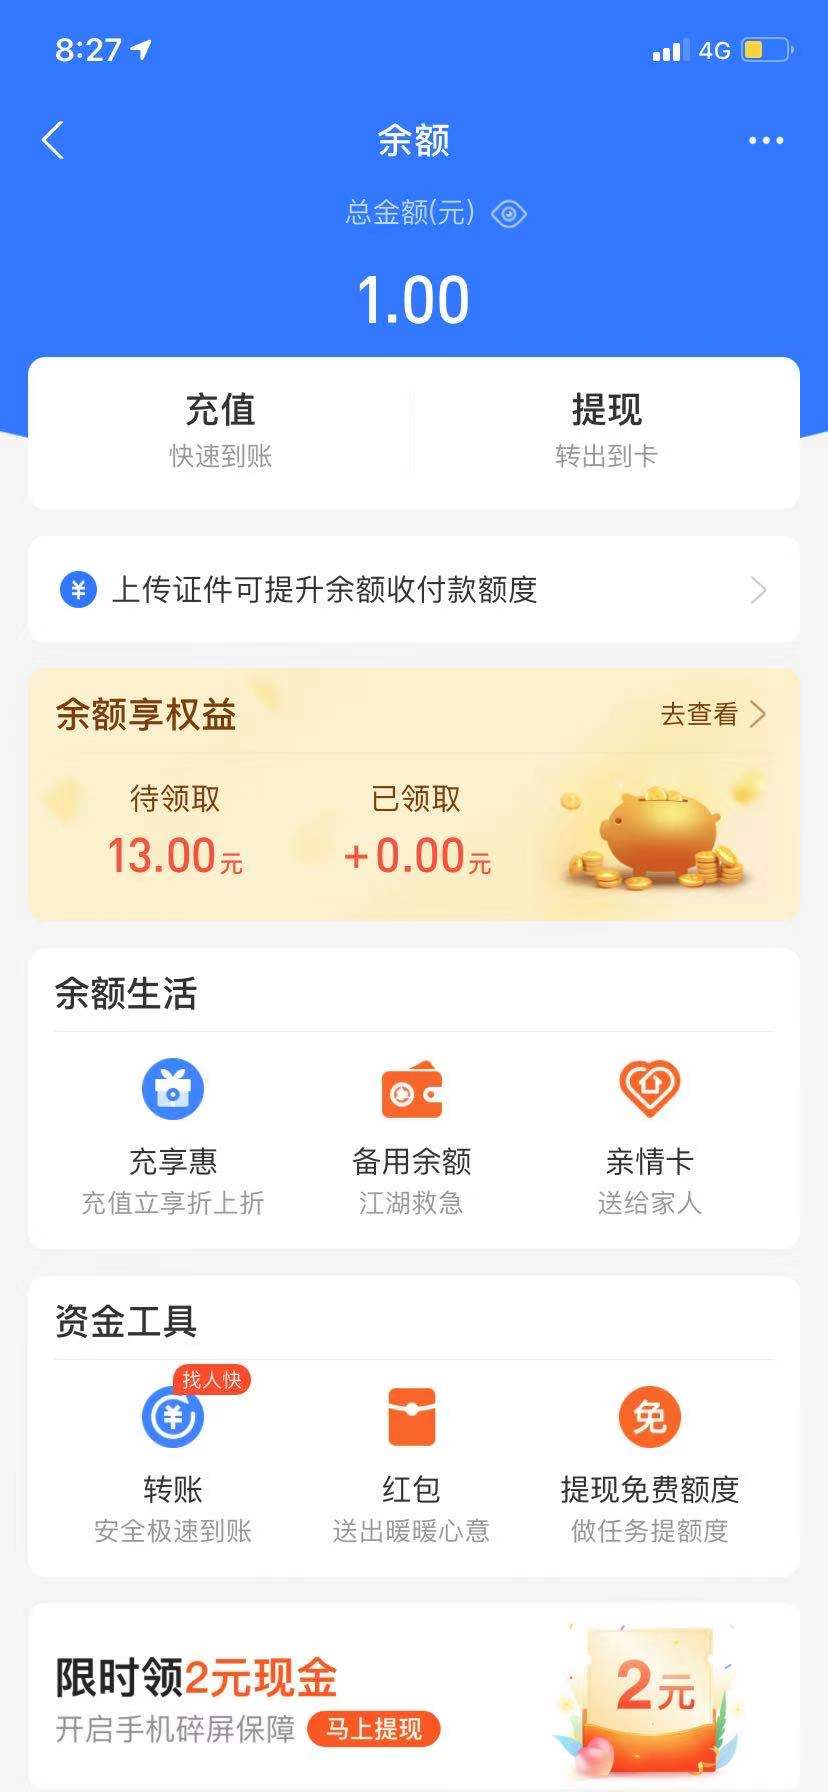 8:27
4G
余额
总金额(元)
1.00
充值
提现
快速到账
转出到卡
¥ 上传证件可提升余额收付款额度
余额享权益
去查看
待领取
已领取
13.00元
+0.00元
余额生活
充享惠
备用余额
亲情卡
充值立享折上折
江湖救急
送给家人
资金工具
找人快
¥
免
转账
红包
提现免费额度
安全极速到账
送出暖暖心意
做任务提额度
限时领2元现金
2元
开启手机碎屏保障 马上提现